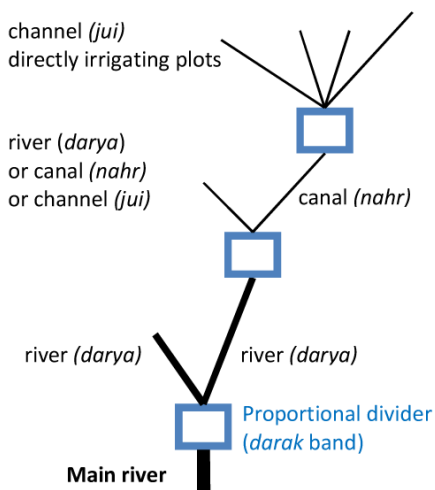 channel (jui)
directly irrigating plots
river (darya)
or canal (nahr)
or channel (jui)
canal (nahr)
river (darya)
river (darya)
Proportional divider
(darak band)
Main river